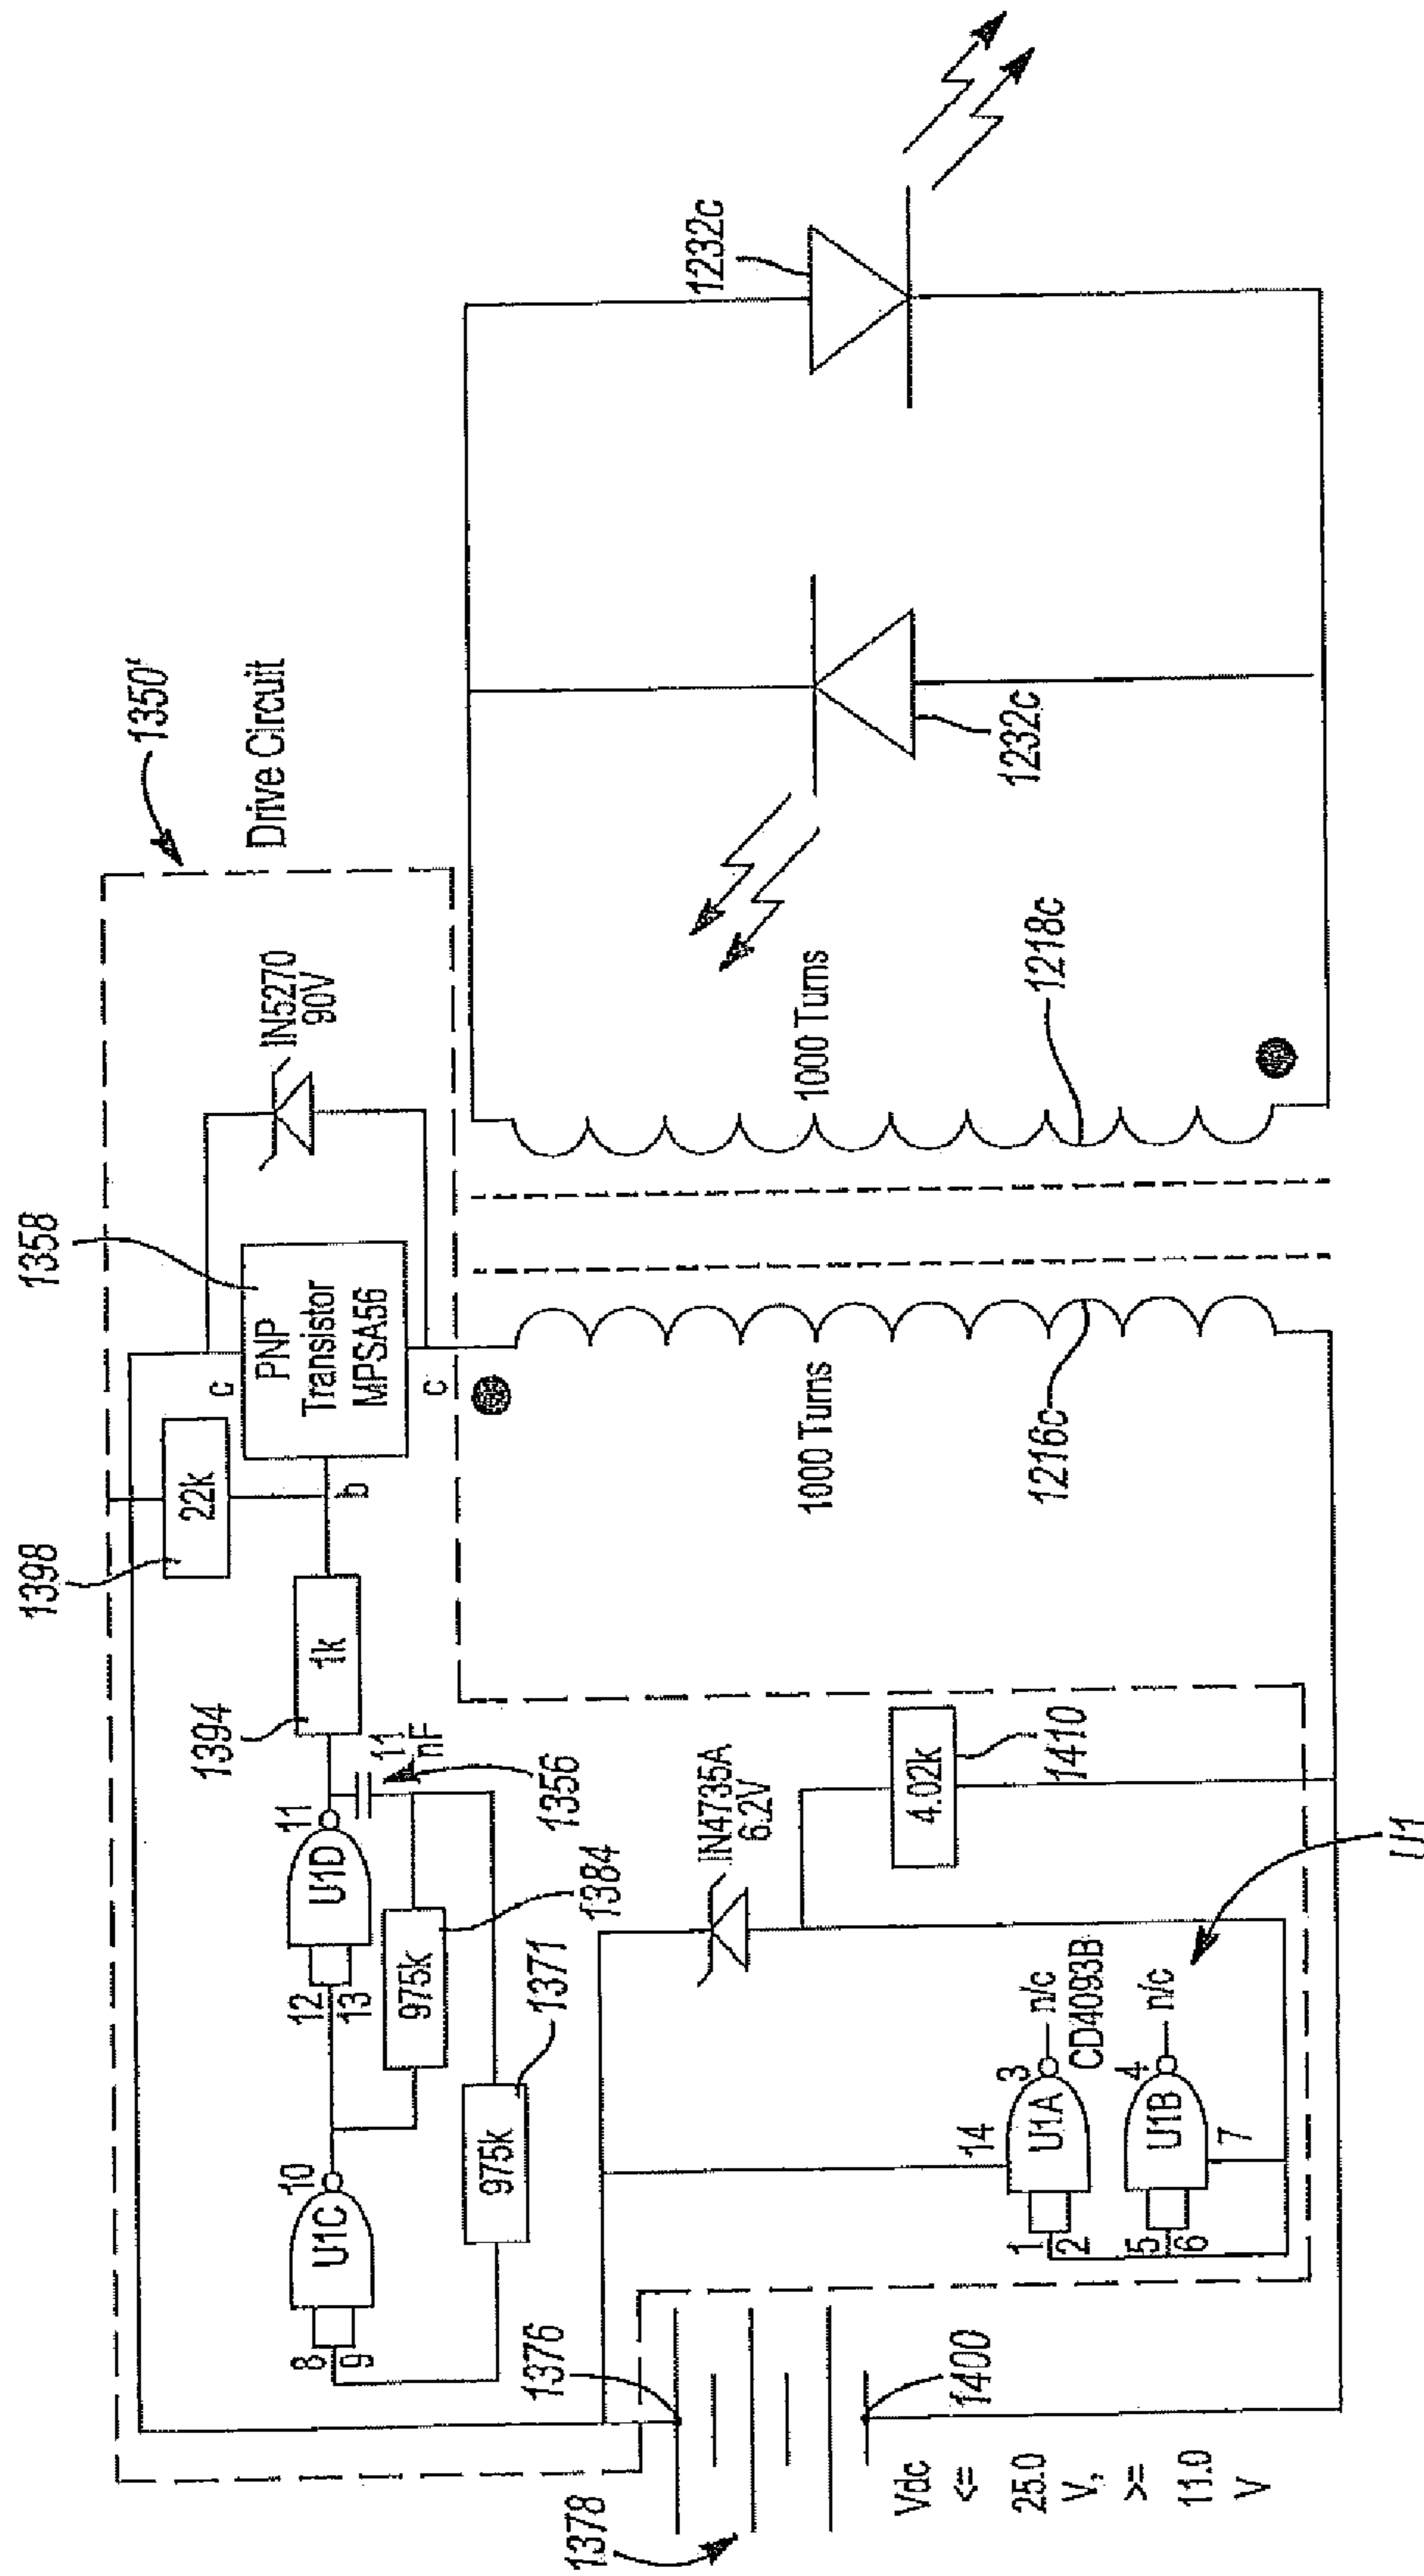 1350'
Drive Circuit
1358
1398
22k
c
PNP
Transistor
MPSA56
c
b
IN5270
90V
1394
1k
11
nF
1356
U1D
11
12
13
975k
1384
U1C
10
8
9
975k
1371
1376
1378
1400
Vdc
<=
25.0
V,
>=
11.0
V
IN4735A
6.2V
4.02k
1410
14
1
2
U1A
3
n/c
CD4093B
5
6
U1B
4
n/c
7
U1
1000 Turns
1216c
1000 Turns
1218c
1232c
1232c